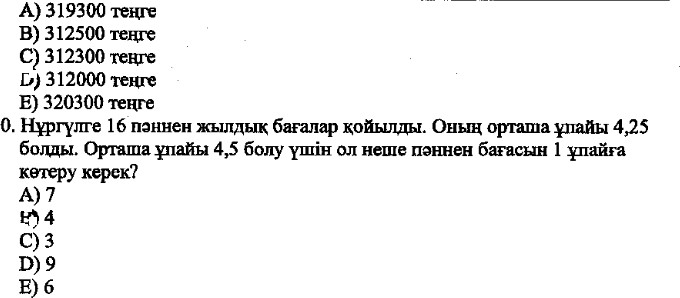 A) 319300 теңге
B) 312500 теңге
C) 312300 теңге
D) 312000 теңге
E) 320300 теңге
0. Нұргүлге 16 пәннен жылдық бағалар қойылды. Оның орташа ұпайы 4,25
болды. Орташа ұпайы 4,5 болу үшін ол неше пәннен бағасын 1 ұпайға
көтеру керек?
A) 7
B) 4
C) 3
D) 9
E) 6